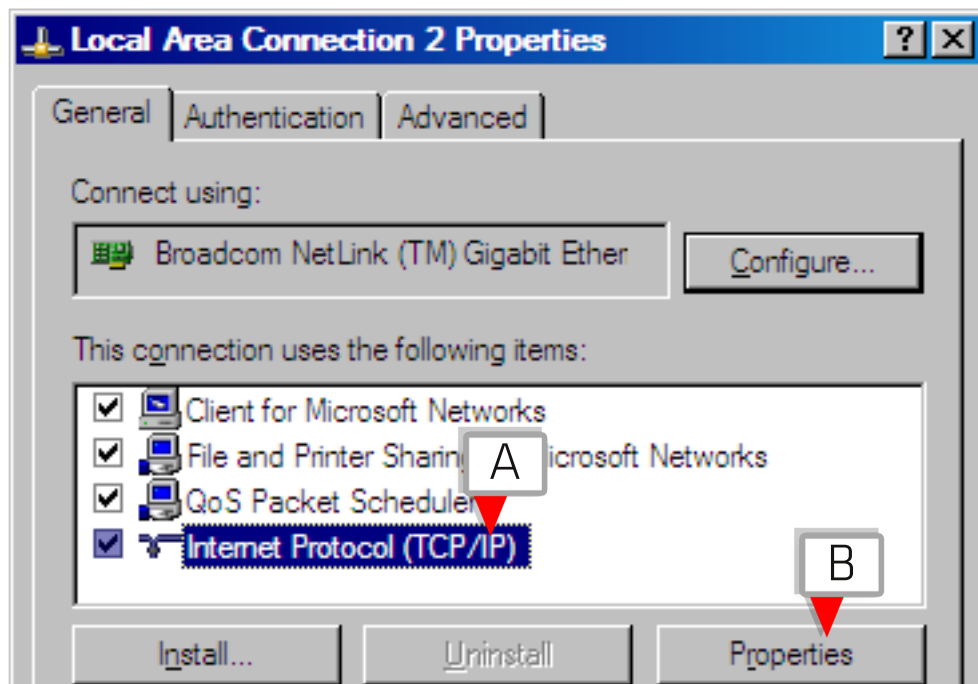 Local Area Connection 2 Properties
General Authentication Advanced
Connect using:
Broadcom NetLink (TM) Gigabit Ether
Configure...
This connection uses the following items:
Client for Microsoft Networks
File and Printer Sharing A icrosoft Networks
QoS Packet Scheduler
Internet Protocol (TCP/IP)
B
Install... Uninstall Properties